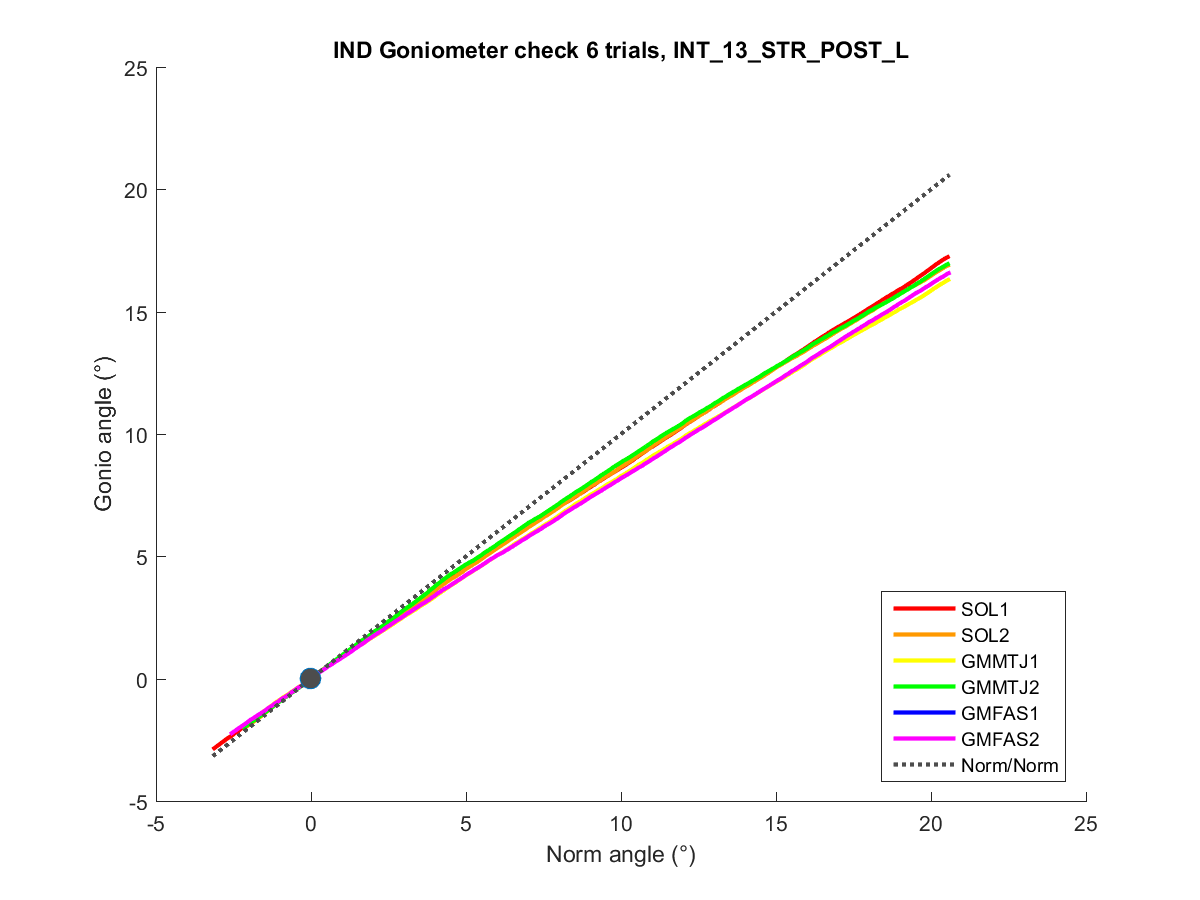 IND Goniometer check 6 trials, INT_13_STR_POST_L
25
20
15
10
5
0
-5
Gonio angle (°)
-5 0 5 10 15 20 25
Norm angle (°)
SOL1
SOL2
GMMTJ1
GMMTJ2
GMFAS1
GMFAS2
Norm/Norm